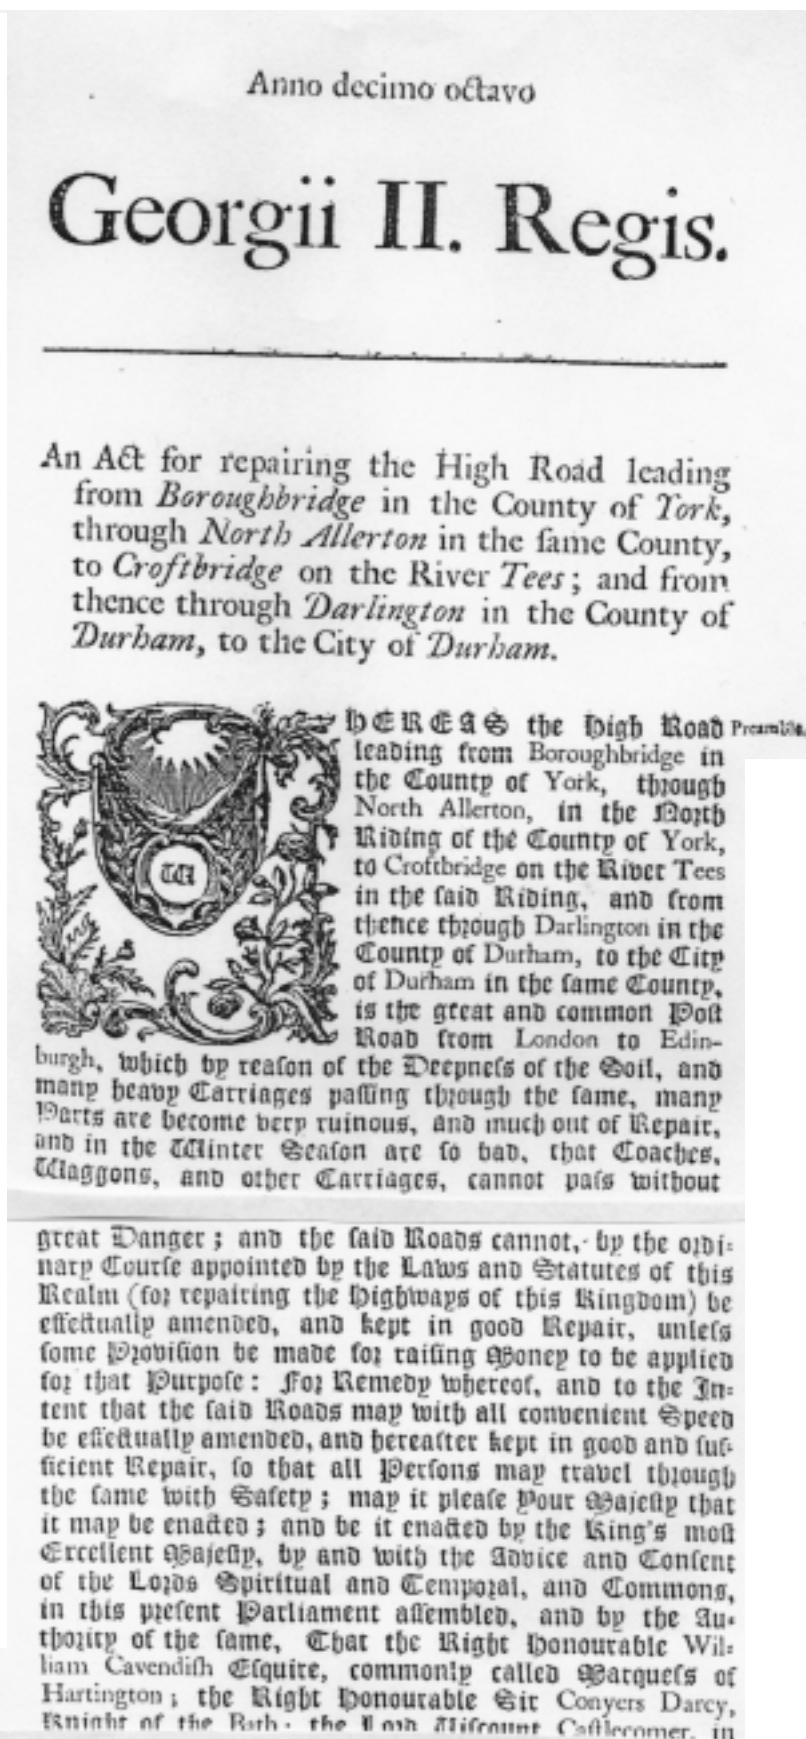 Anno decimo octavo
Georgii II. Regis.
An Act for repairing the High Road leading
from Boroughbridge in the County of York,
through North Allerton in the ſame County,
to Croftbridge on the River Tees; and from
thence through Darlington in the County of
Durham, to the City of Durham.
WHEREAS the High Road Preamble.
leading from Boroughbridge in
the County of York, through
North Allerton, in the North
Riding of the County of York,
to Croftbridge on the River Tees
in the ſaid Riding, and from
thence through Darlington in the
County of Durham, to the City
of Durham in the ſame County,
is the great and common Poſt
Road from London to Edin-
burgh, which by reaſon of the Deepneſs of the Soil, and
many heavy Carriages paſſing through the ſame, many
Parts are become very ruinous, and much out of Repair,
and in the Winter Seaſon are ſo bad, that Coaches,
Waggons, and other Carriages, cannot paſs without
great Danger; and the ſaid Roads cannot, by the ordi-
nary Courſe appointed by the Laws and Statutes of this
Realm (for repairing the Highways of this Kingdom) be
effectually amended, and kept in good Repair, unleſs
ſome Proviſion be made for raiſing Money to be applied
for that Purpoſe: For Remedy whereof, and to the In-
tent that the ſaid Roads may with all convenient Speed
be effectually amended, and hereafter kept in good and ſuf-
ficient Repair, ſo that all Perſons may travel through
the ſame with Safety; may it pleaſe Your Majeſty that
it may be enacted; and be it enacted by the King's moſt
Excellent Majeſty, by and with the Advice and Conſent
of the Lords Spiritual and Temporal, and Commons,
in this preſent Parliament aſſembled, and by the Au-
thority of the ſame, That the Right Honourable Wil-
liam Cavendiſh Eſquire, commonly called Marqueſs of
Hartington; the Right Honourable Sir Conyers Darcy,
Knight of the Bath; the Lord Viſcount Caſtlecomer, in